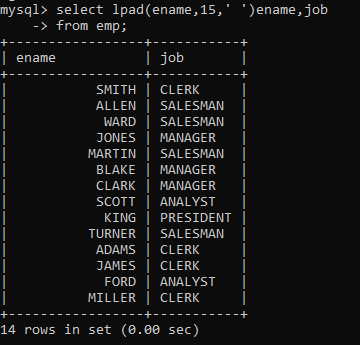 mysql> select lpad(ename,15,' ')ename,job
    -> from emp;
+-----------------+-----------+
| ename           | job       |
+-----------------+-----------+
|           SMITH | CLERK     |
|           ALLEN | SALESMAN  |
|            WARD | SALESMAN  |
|           JONES | MANAGER   |
|          MARTIN | SALESMAN  |
|           BLAKE | MANAGER   |
|           CLARK | MANAGER   |
|           SCOTT | ANALYST   |
|            KING | PRESIDENT |
|          TURNER | SALESMAN  |
|           ADAMS | CLERK     |
|           JAMES | CLERK     |
|            FORD | ANALYST   |
|          MILLER | CLERK     |
+-----------------+-----------+
14 rows in set (0.00 sec)